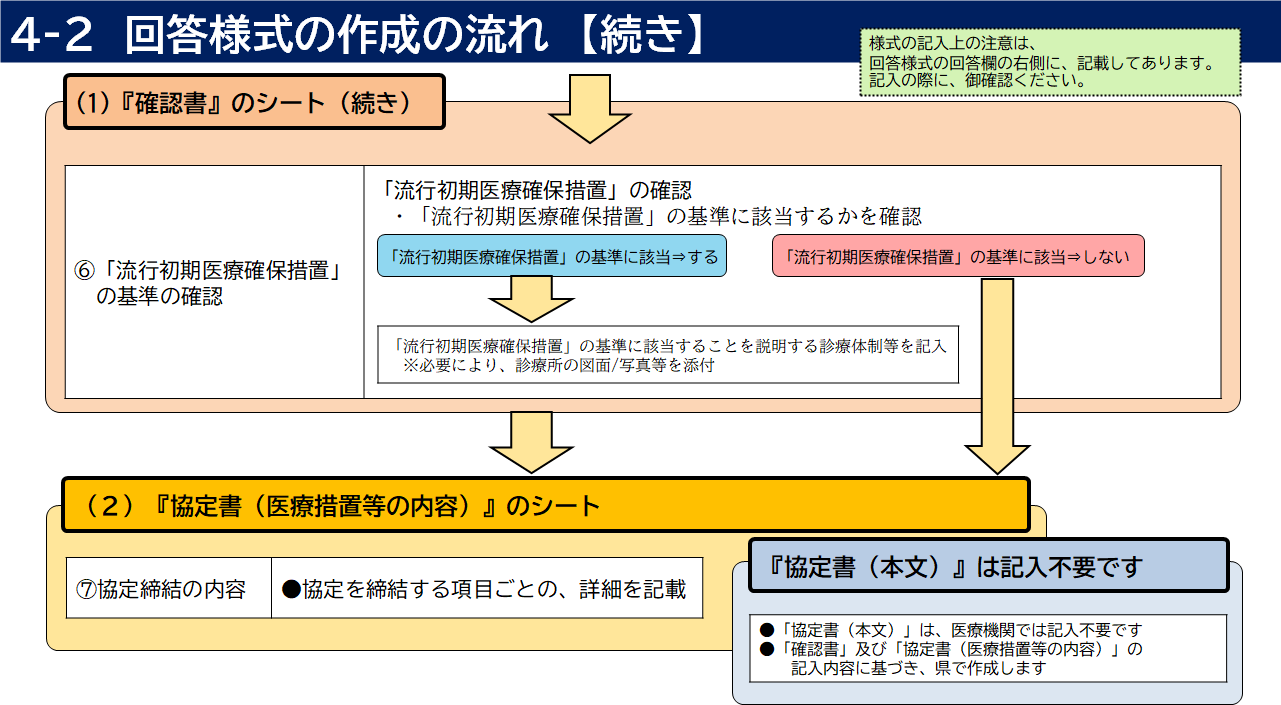 4-2 回答様式の作成の流れ 【続き】
様式の記入上の注意は、
回答様式の回答欄の右側に、記載してあります。
記入の際に、御確認ください。
(1)『確認書』のシート（続き）
⑥「流行初期医療確保措置」
の基準の確認
「流行初期医療確保措置」の確認
・「流行初期医療確保措置」の基準に該当するかを確認
「流行初期医療確保措置」の基準に該当⇒する
「流行初期医療確保措置」の基準に該当⇒しない
「流行初期医療確保措置」の基準に該当することを説明する診療体制等を記入
※必要により、診療所の図面/写真等を添付
（2）『協定書（医療措置等の内容）』のシート
⑦協定締結の内容
●協定を締結する項目ごとの、詳細を記載
『協定書（本文）』は記入不要です
●「協定書（本文）」は、医療機関では記入不要です
●「確認書」及び「協定書（医療措置等の内容）」の
記入内容に基づき、県で作成します